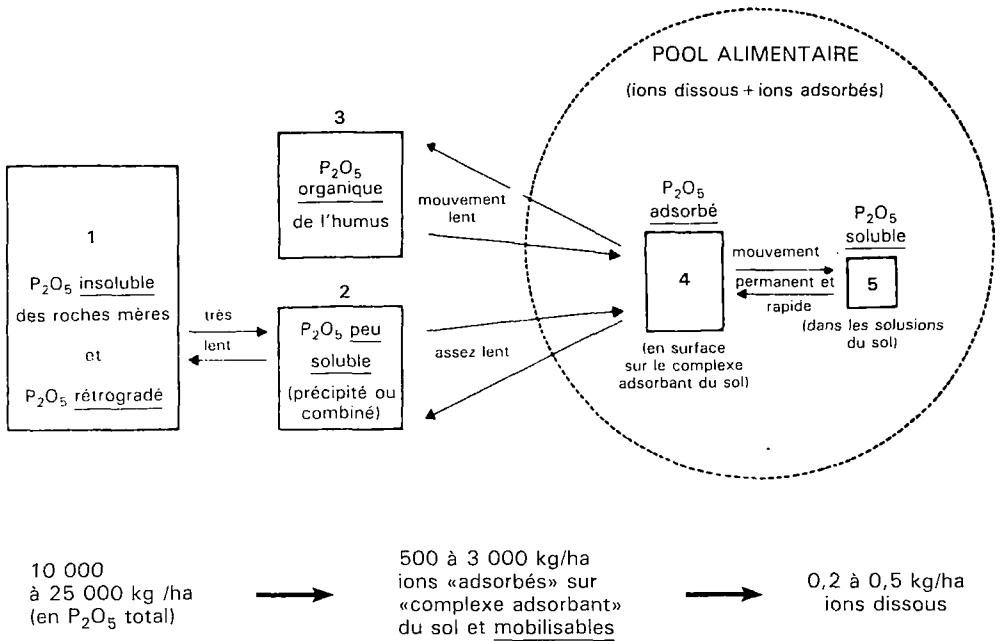 POOL ALIMENTAIRE
(ions dissous + ions adsorbés)
3
P₂O₅
organique
de l'humus
mouvement
lent
1
P₂O₅ insoluble
des roches mères
et
P₂O₅ rétrogradé
très
lent
2
P₂O₅ peu
soluble
(précipité ou
combiné)
assez lent
P₂O₅
adsorbé
4
(en surface
sur le complexe
adsorbant du sol)
mouvement
permanent et
rapide
P₂O₅
soluble
5
(dans les solusions
du sol)
10 000
à 25 000 kg /ha
(en P₂O₅ total)
500 à 3 000 kg/ha
ions «adsorbés» sur
«complexe adsorbant»
du sol et mobilisables
0,2 à 0,5 kg/ha
ions dissous